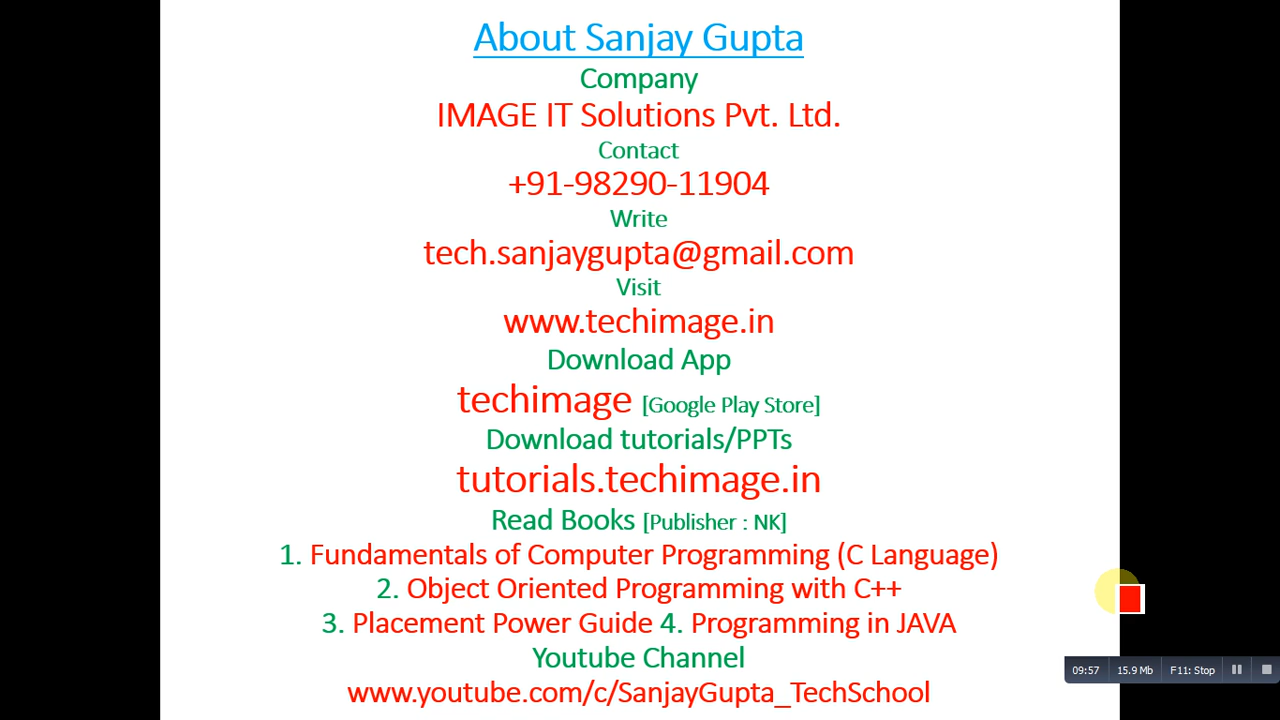 About Sanjay Gupta
Company
IMAGE IT Solutions Pvt. Ltd.
Contact
+91-98290-11904
Write
tech.sanjaygupta@gmail.com
Visit
www.techimage.in
Download App
techimage [Google Play Store]
Download tutorials/PPTs
tutorials.techimage.in
Read Books [Publisher : NK]
1. Fundamentals of Computer Programming (C Language)
2. Object Oriented Programming with C++
3. Placement Power Guide 4. Programming in JAVA
Youtube Channel
www.youtube.com/c/SanjayGupta_TechSchool
09:57 15.9 Mb F11: Stop